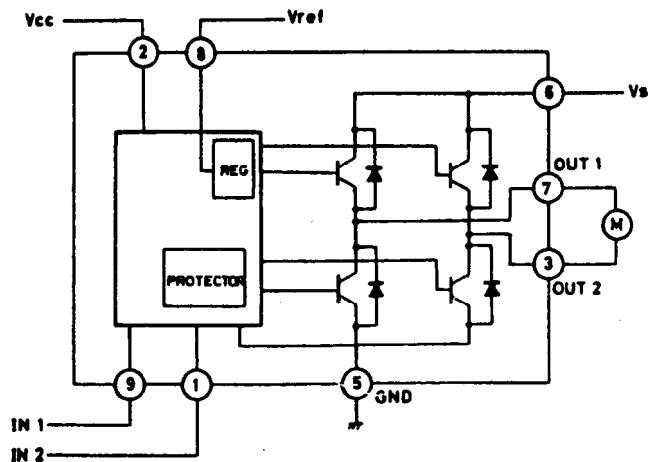 Vcc
Vref
2
8
6
Vs
REG
OUT 1
7
M
PROTECTOR
3
OUT 2
9
1
5
GND
IN 1
IN 2